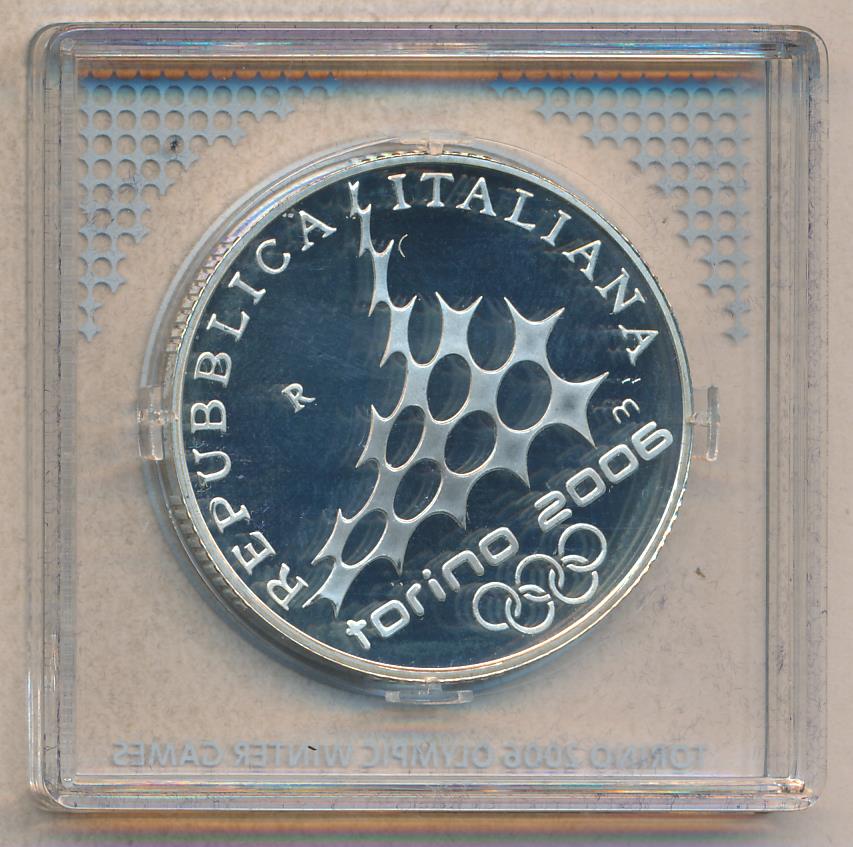 REPUBBLICA ITALIANA
R
torino 2006
TORINO 2006 OLYMPIC WINTER GAMES